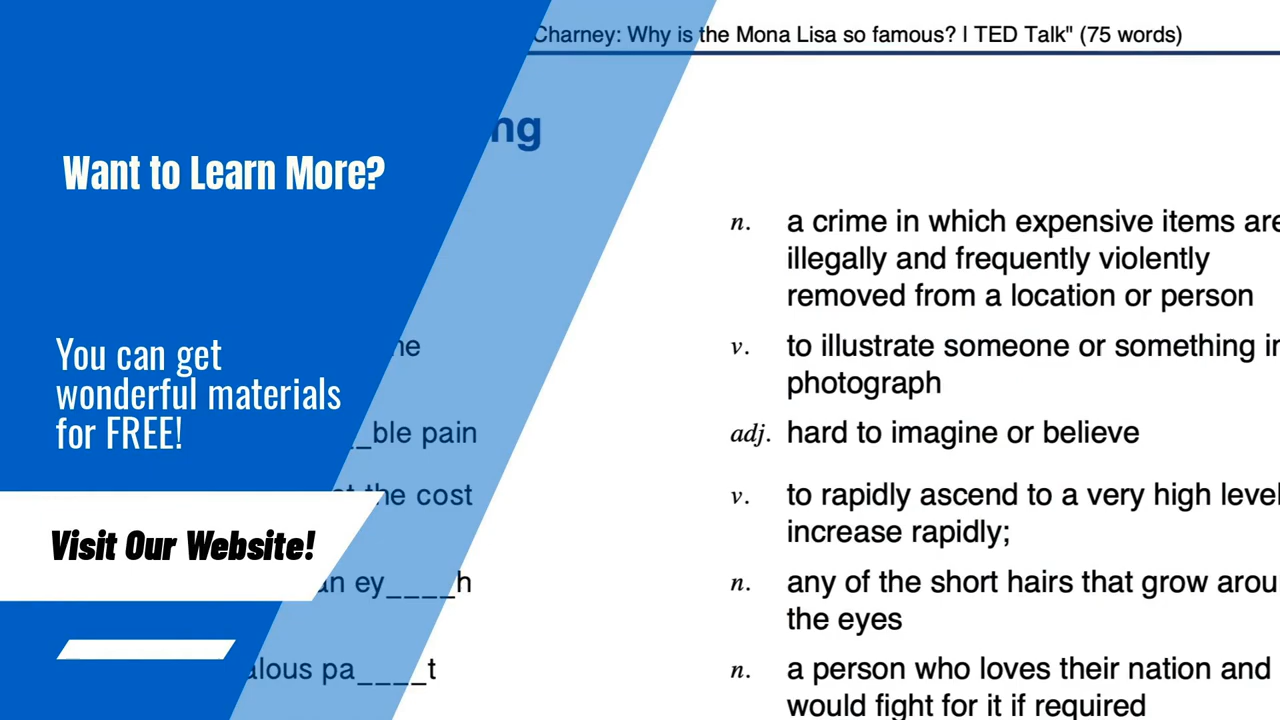 Charney: Why is the Mona Lisa so famous? | TED Talk" (75 words)
ng
Want to Learn More?
You can get
wonderful materials
for FREE!
Visit Our Website!
n. a crime in which expensive items are
illegally and frequently violently
removed from a location or person
he v. to illustrate someone or something in
photograph
_ble pain adj. hard to imagine or believe
the cost v. to rapidly ascend to a very high level
increase rapidly;
an ey____h n. any of the short hairs that grow arou
the eyes
alous pa____t n. a person who loves their nation and
would fight for it if required